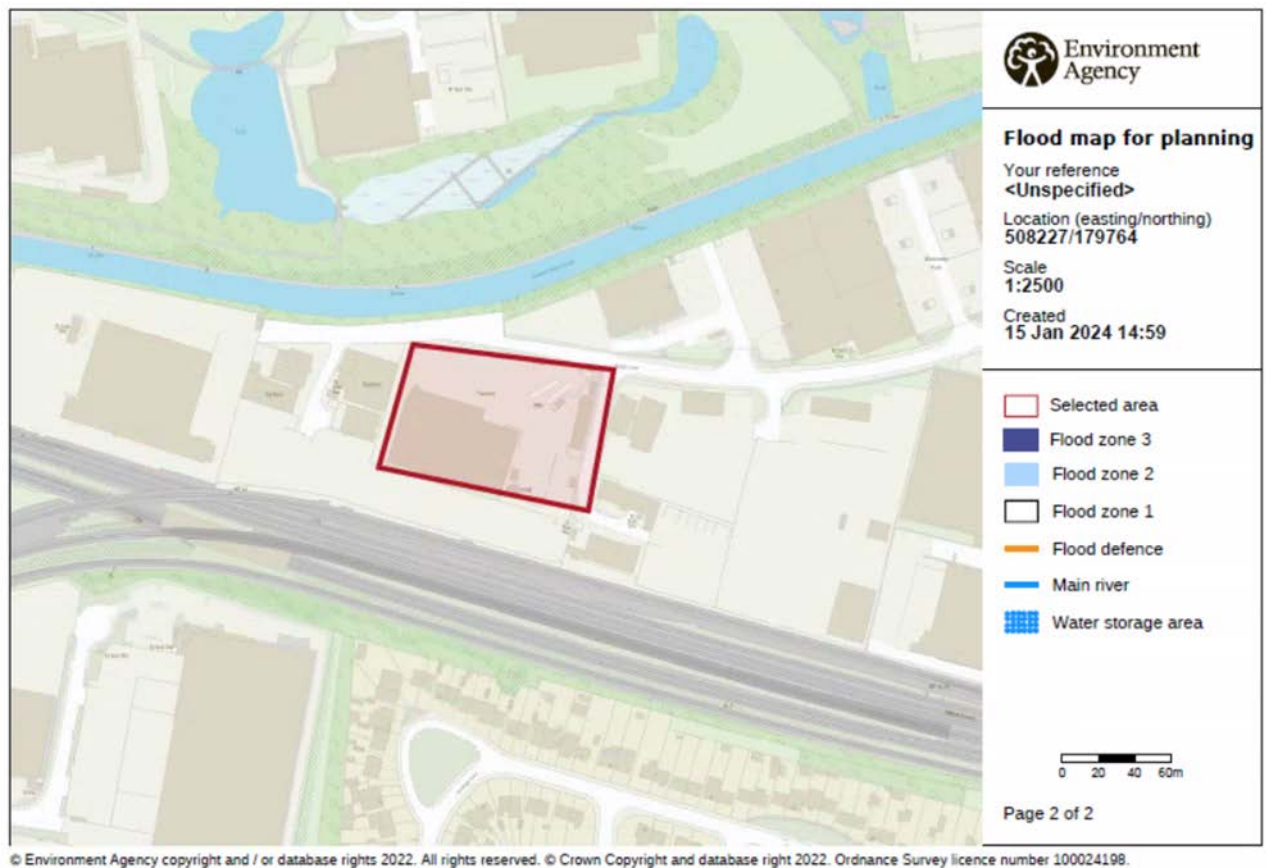 Environment
Agency
Flood map for planning
Your reference
<Unspecified>
Location (easting/northing)
508227/179764
Scale
1:2500
Created
15 Jan 2024 14:59
Selected area
Flood zone 3
Flood zone 2
Flood zone 1
Flood defence
Main river
Water storage area
0 20 40 60m
Page 2 of 2
© Environment Agency copyright and / or database rights 2022. All rights reserved. © Crown Copyright and database right 2022. Ordnance Survey licence number 100024198.